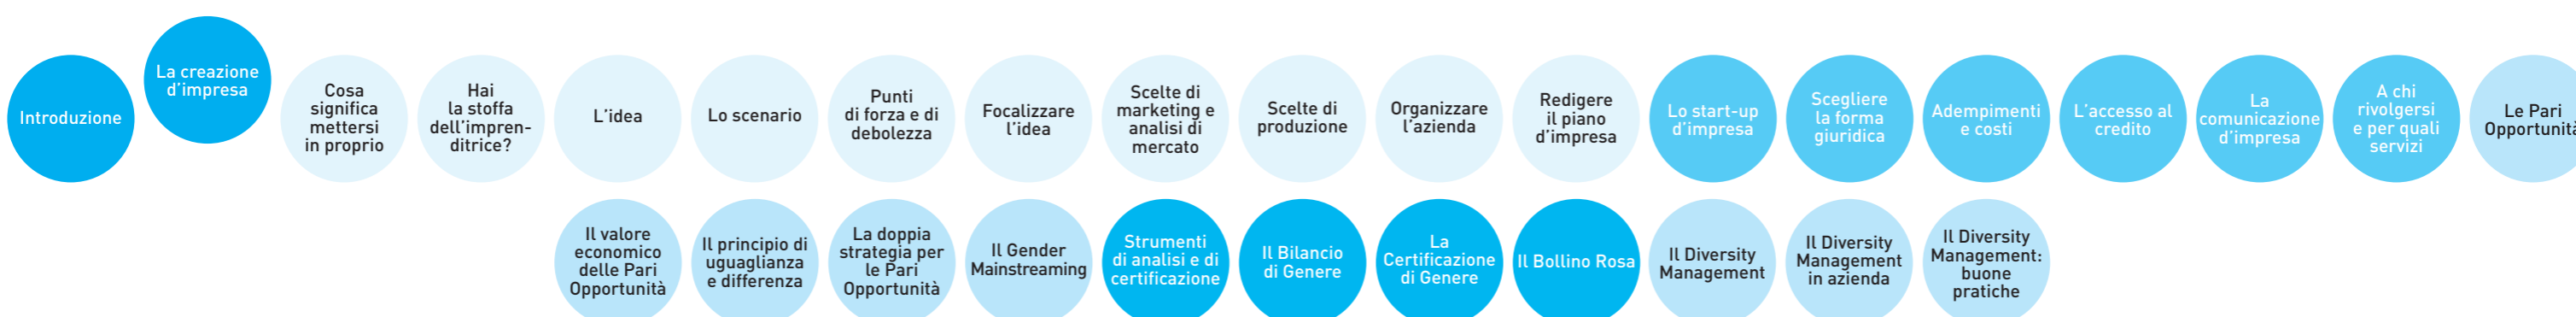 Introduzione
La creazione
d'impresa
Cosa
significa
mettersi
in proprio
Hai
la stoffa
dell'impren-
ditrice?
L'idea
Lo scenario
Punti
di forza e di
debolezza
Focalizzare
l'idea
Scelte di
marketing e
analisi di
mercato
Scelte di
produzione
Organizzare
l'azienda
Redigere
il piano
d'impresa
Lo start-up
d'impresa
Scegliere
la forma
giuridica
Adempimenti
e costi
L'accesso al
credito
La
comunicazione
d'impresa
A chi
rivolgersi
e per quali
servizi
Le Pari
Opportunità
Il valore
economico
delle Pari
Opportunità
Il principio di
uguaglianza
e differenza
La doppia
strategia per
le Pari
Opportunità
Il Gender
Mainstreaming
Strumenti
di analisi e di
certificazione
Il Bilancio
di Genere
La
Certificazione
di Genere
Il Bollino Rosa
Il Diversity
Management
Il Diversity
Management
in azienda
Il Diversity
Management:
buone
pratiche